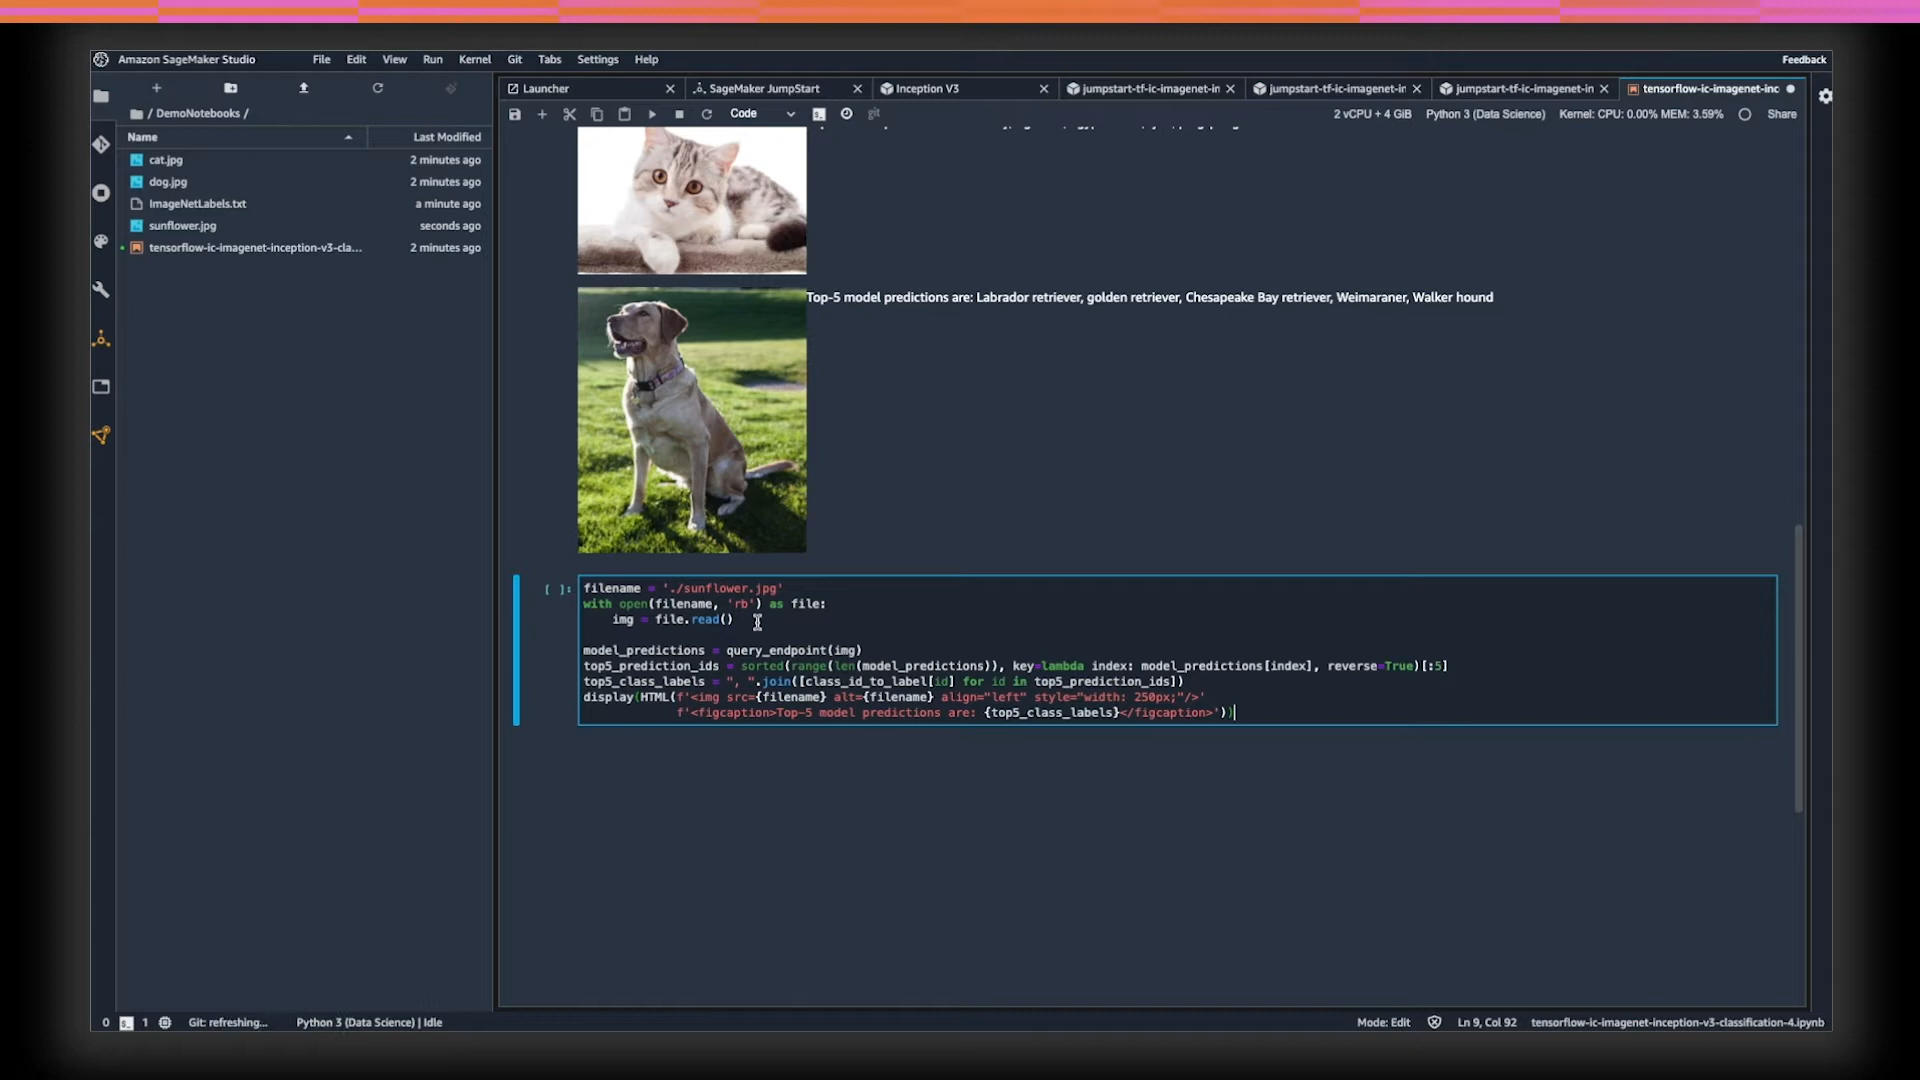 Amazon SageMaker Studio
File Edit View Run Kernel Git Tabs Settings Help
Feedback
Launcher
SageMaker JumpStart
Inception V3
jumpstart-tf-ic-imagenet-in
jumpstart-tf-ic-imagenet-in
jumpstart-tf-ic-imagenet-in
tensorflow-ic-imagenet-inc
/ DemoNotebooks /
Code
git
2 vCPU + 4 GiB
Python 3 (Data Science)
Kernel: CPU: 0.00% MEM: 3.59%
Share
Name Last Modified
cat.jpg 2 minutes ago
dog.jpg 2 minutes ago
ImageNetLabels.txt a minute ago
sunflower.jpg seconds ago
tensorflow-ic-imagenet-inception-v3-cla... 2 minutes ago
Top-5 model predictions are: Labrador retriever, golden retriever, Chesapeake Bay retriever, Weimaraner, Walker hound
[ ]:
filename = './sunflower.jpg'
with open(filename, 'rb') as file:
    img = file.read()
model_predictions = query_endpoint(img)
top5_prediction_ids = sorted(range(len(model_predictions)), key=lambda index: model_predictions[index], reverse=True)[:5]
top5_class_labels = ", ".join([class_id_to_label[id] for id in top5_prediction_ids])
display(HTML(f'<img src={filename} alt={filename} align="left" style="width: 250px;"/>'
             f'<figcaption>Top-5 model predictions are: {top5_class_labels}</figcaption>'))
0 1 Git: refreshing... Python 3 (Data Science) | Idle
Mode: Edit Ln 9, Col 92 tensorflow-ic-imagenet-inception-v3-classification-4.ipynb